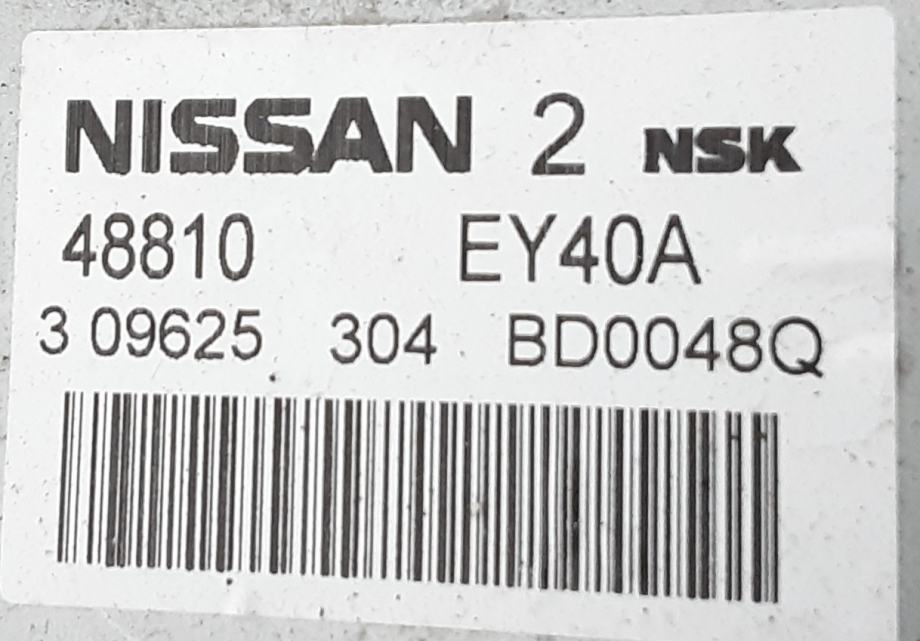 NISSAN 2 NSK
48810 EY40A
3 09625 304 BD0048Q